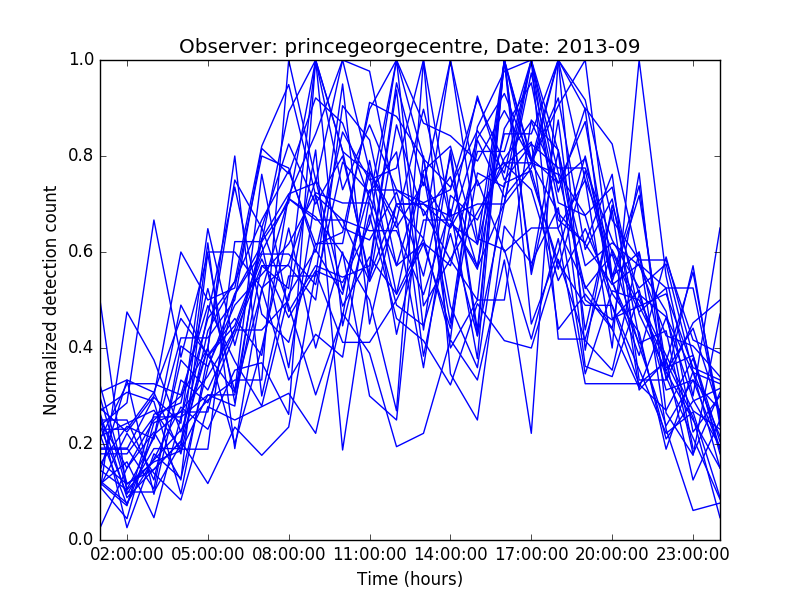 Observer: princegeorgecentre, Date: 2013-09
1.0
0.8
0.6
0.4
0.2
0.0
Normalized detection count
02:00:00 05:00:00 08:00:00 11:00:00 14:00:00 17:00:00 20:00:00 23:00:00
Time (hours)